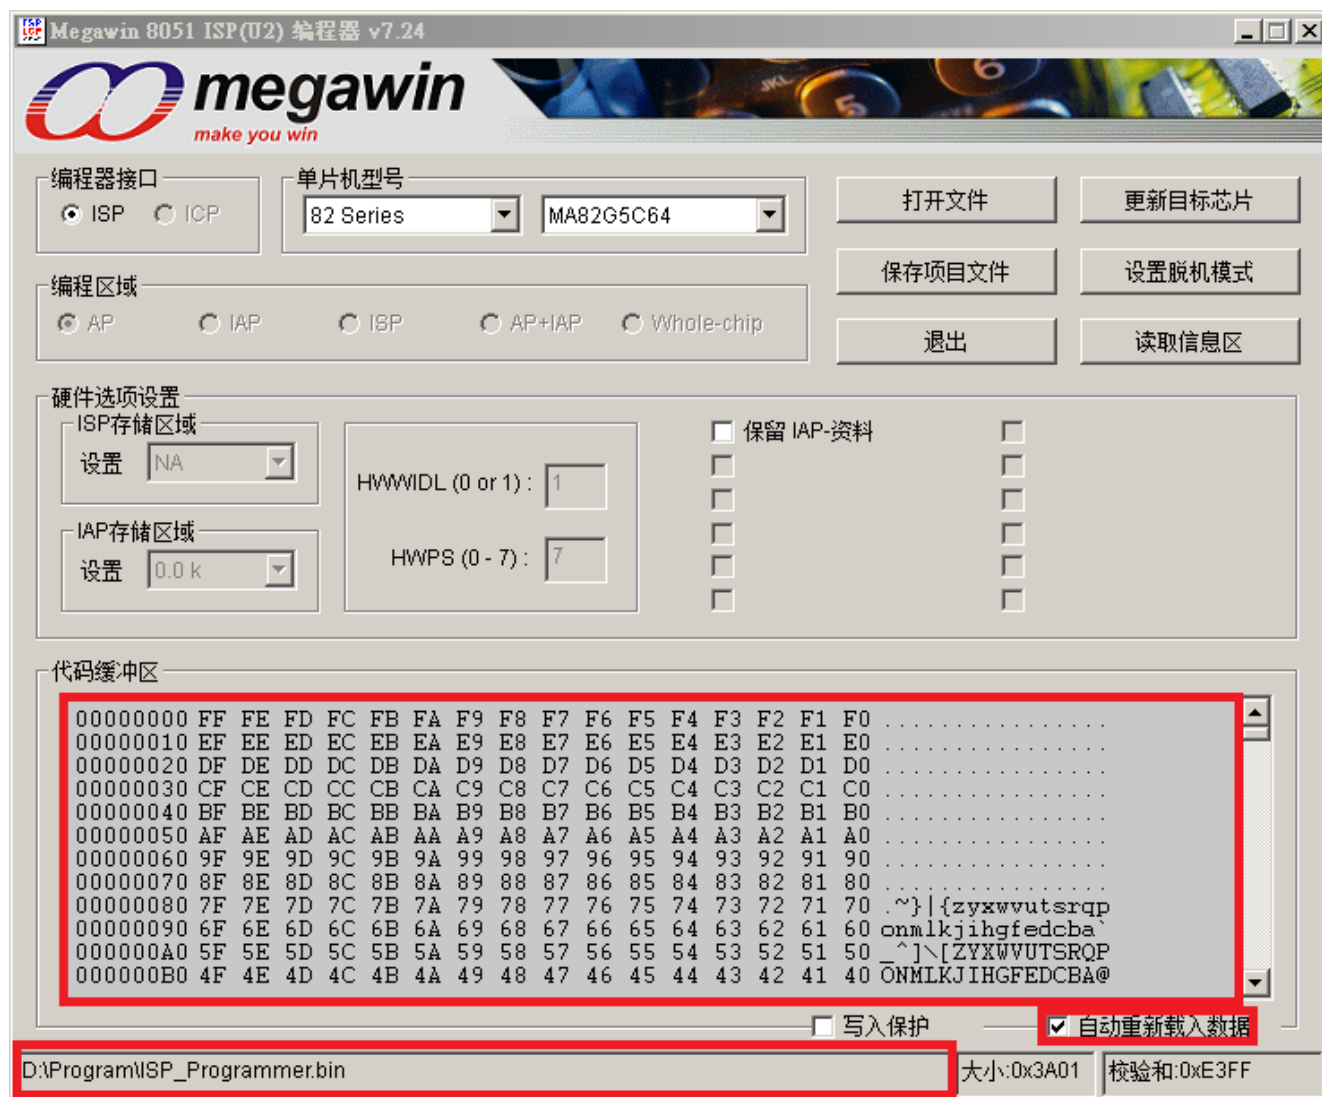 Megawin 8051 ISP(U2) 编程器 v7.24
megawin
make you win
编程器接口
ISP ICP
单片机型号
82 Series MA82G5C64
打开文件 更新目标芯片
保存项目文件 设置脱机模式
退出 读取信息区
编程区域
AP IAP ISP AP+IAP Whole-chip
硬件选项设置
ISP存储区域
设置 NA
IAP存储区域
设置 0.0 k
HWWIDL (0 or 1) : 1
HWPS (0 - 7) : 7
保留 IAP-资料
代码缓冲区
00000000 FF FE FD FC FB FA F9 F8 F7 F6 F5 F4 F3 F2 F1 F0 ................
00000010 EF EE ED EC EB EA E9 E8 E7 E6 E5 E4 E3 E2 E1 E0 ................
00000020 DF DE DD DC DB DA D9 D8 D7 D6 D5 D4 D3 D2 D1 D0 ................
00000030 CF CE CD CC CB CA C9 C8 C7 C6 C5 C4 C3 C2 C1 C0 ................
00000040 BF BE BD BC BB BA B9 B8 B7 B6 B5 B4 B3 B2 B1 B0 ................
00000050 AF AE AD AC AB AA A9 A8 A7 A6 A5 A4 A3 A2 A1 A0 ................
00000060 9F 9E 9D 9C 9B 9A 99 98 97 96 95 94 93 92 91 90 ................
00000070 8F 8E 8D 8C 8B 8A 89 88 87 86 85 84 83 82 81 80 ................
00000080 7F 7E 7D 7C 7B 7A 79 78 77 76 75 74 73 72 71 70 .~}|{zyxwvutsrqp
00000090 6F 6E 6D 6C 6B 6A 69 68 67 66 65 64 63 62 61 60 onmlkjihgfedcba`
000000A0 5F 5E 5D 5C 5B 5A 59 58 57 56 55 54 53 52 51 50 _^]\[ZYXWVUTSRQP
000000B0 4F 4E 4D 4C 4B 4A 49 48 47 46 45 44 43 42 41 40 ONMLKJIHGFEDCBA@
写入保护 自动重新载入数据
D:\Program\ISP_Programmer.bin 大小:0x3A01 校验和:0xE3FF